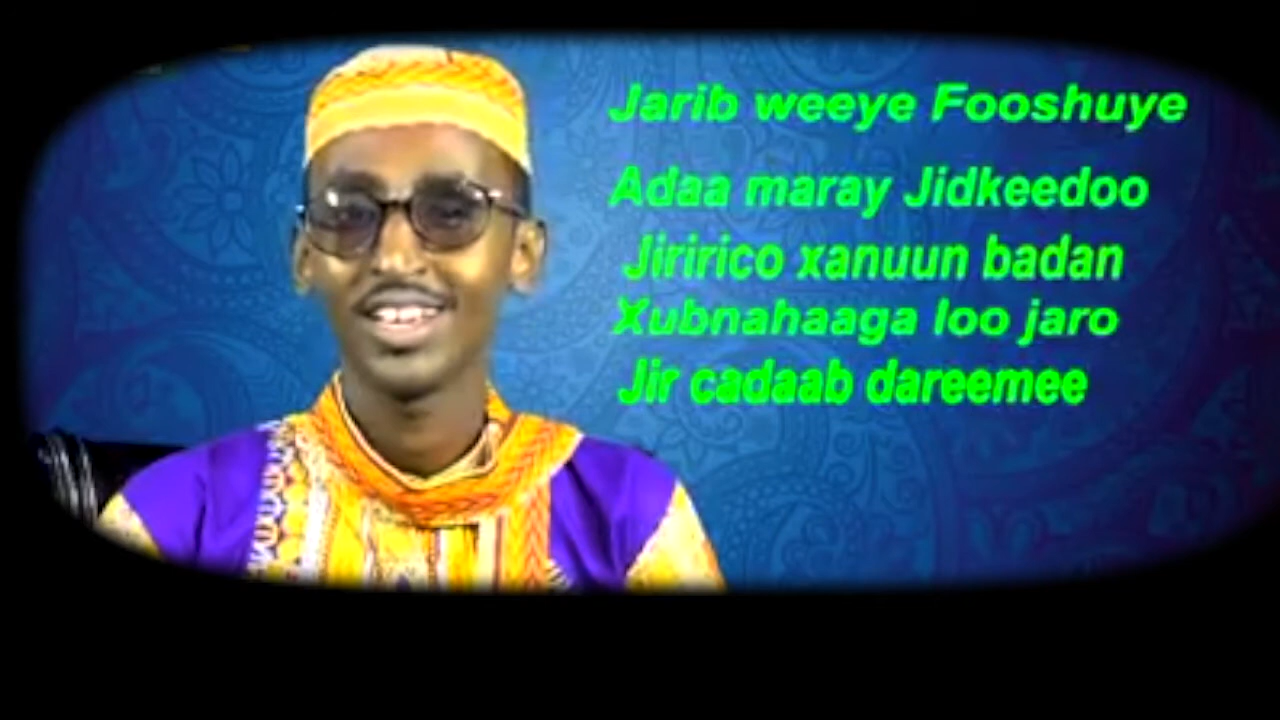 Jarib weeye Fooshuye
Adaa maray Jidkeedoo
Jiririco xanuun badan
Xubnahaaga loo jaro
Jir cadaab dareemee